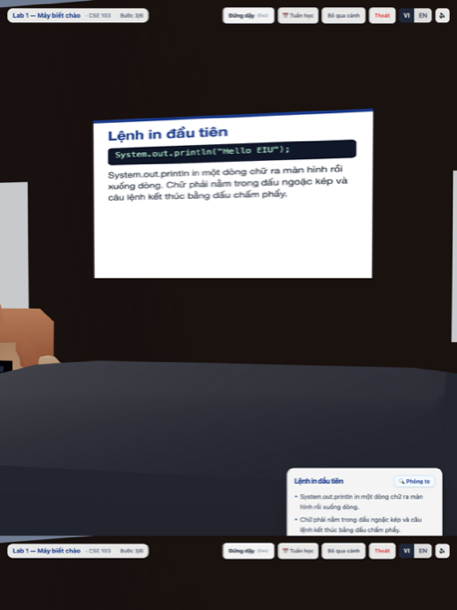 Lab 1 — Máy biết chào · CSE 103 Bước 3/6
Đứng dậy 📅 Tuần học Bỏ qua cảnh Thoát VI EN
Lệnh in đầu tiên
System.out.println("Hello EIU");
System.out.println in một dòng chữ ra màn hình rồi
xuống dòng. Chữ phải nằm trong dấu ngoặc kép và
câu lệnh kết thúc bằng dấu chấm phẩy.
Lệnh in đầu tiên 🔍 Phóng to
- System.out.println in một dòng chữ ra màn
hình rồi xuống dòng.
- Chữ phải nằm trong dấu ngoặc kép và câu
lệnh kết thúc bằng dấu chấm phẩy.
Lab 1 — Máy biết chào · CSE 103 Bước 3/6
Đứng dậy 📅 Tuần học Bỏ qua cảnh Thoát VI EN